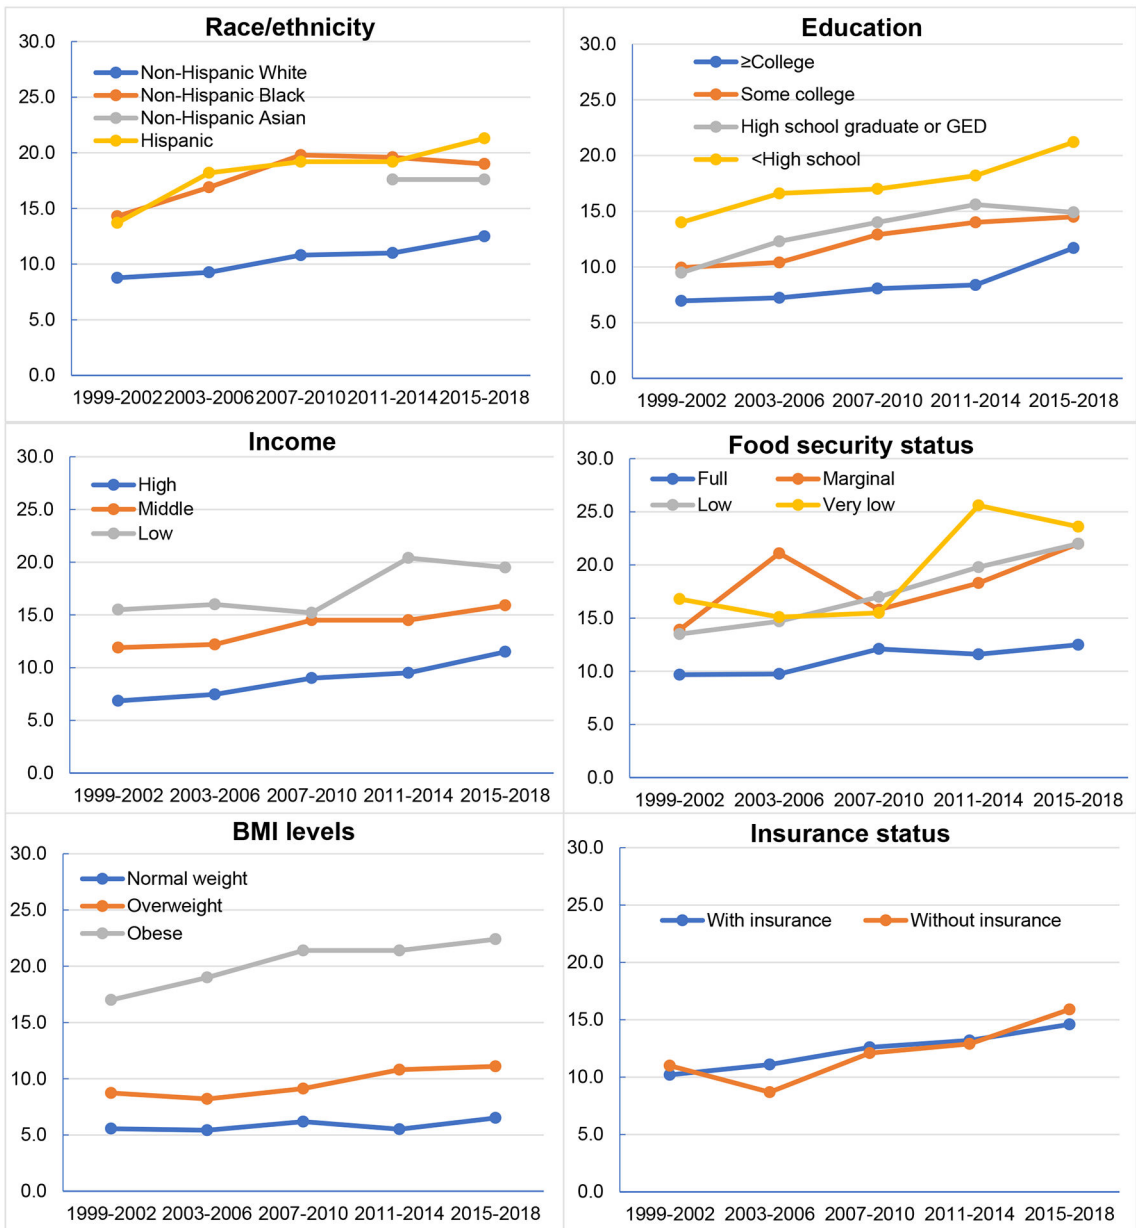 Race/ethnicity
30.0
25.0
20.0
15.0
10.0
5.0
0.0
Non-Hispanic White
Non-Hispanic Black
Non-Hispanic Asian
Hispanic
1999-2002 2003-2006 2007-2010 2011-2014 2015-2018
Education
30.0
25.0
20.0
15.0
10.0
5.0
0.0
≥College
Some college
High school graduate or GED
<High school
1999-2002 2003-2006 2007-2010 2011-2014 2015-2018
Income
30.0
25.0
20.0
15.0
10.0
5.0
0.0
High
Middle
Low
1999-2002 2003-2006 2007-2010 2011-2014 2015-2018
Food security status
30.0
25.0
20.0
15.0
10.0
5.0
0.0
Full Marginal
Low Very low
1999-2002 2003-2006 2007-2010 2011-2014 2015-2018
BMI levels
30.0
25.0
20.0
15.0
10.0
5.0
0.0
Normal weight
Overweight
Obese
1999-2002 2003-2006 2007-2010 2011-2014 2015-2018
Insurance status
30.0
25.0
20.0
15.0
10.0
5.0
0.0
With insurance Without insurance
1999-2002 2003-2006 2007-2010 2011-2014 2015-2018